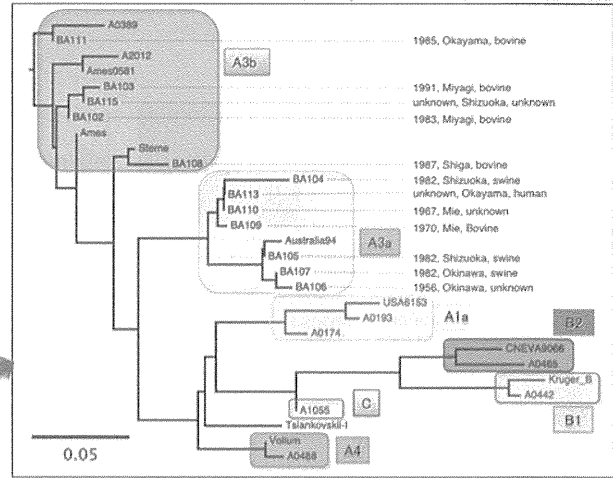 A0389
BA111 1985, Okayama, bovine
A2012
Ames0581
A3b
BA103 1991, Miyagi, bovine
BA115 unknown, Shizuoka, unknown
BA102 1983, Miyagi, bovine
Ames
Sterne
BA108 1987, Shiga, bovine
BA104 1982, Shizuoka, swine
BA113 unknown, Okayama, human
BA110 1967, Mie, unknown
BA109 1970, Mie, Bovine
Australia94 A3a
BA105 1982, Shizuoka, swine
BA107 1982, Okinawa, swine
BA106 1956, Okinawa, unknown
USA6153
A0193 A1a B2
A0174
CNEVA9066
A0465
Kruger_B
A0442
A1055 C
B1
Tsiankovskii-I
Vollum
A0488 A4
0.05